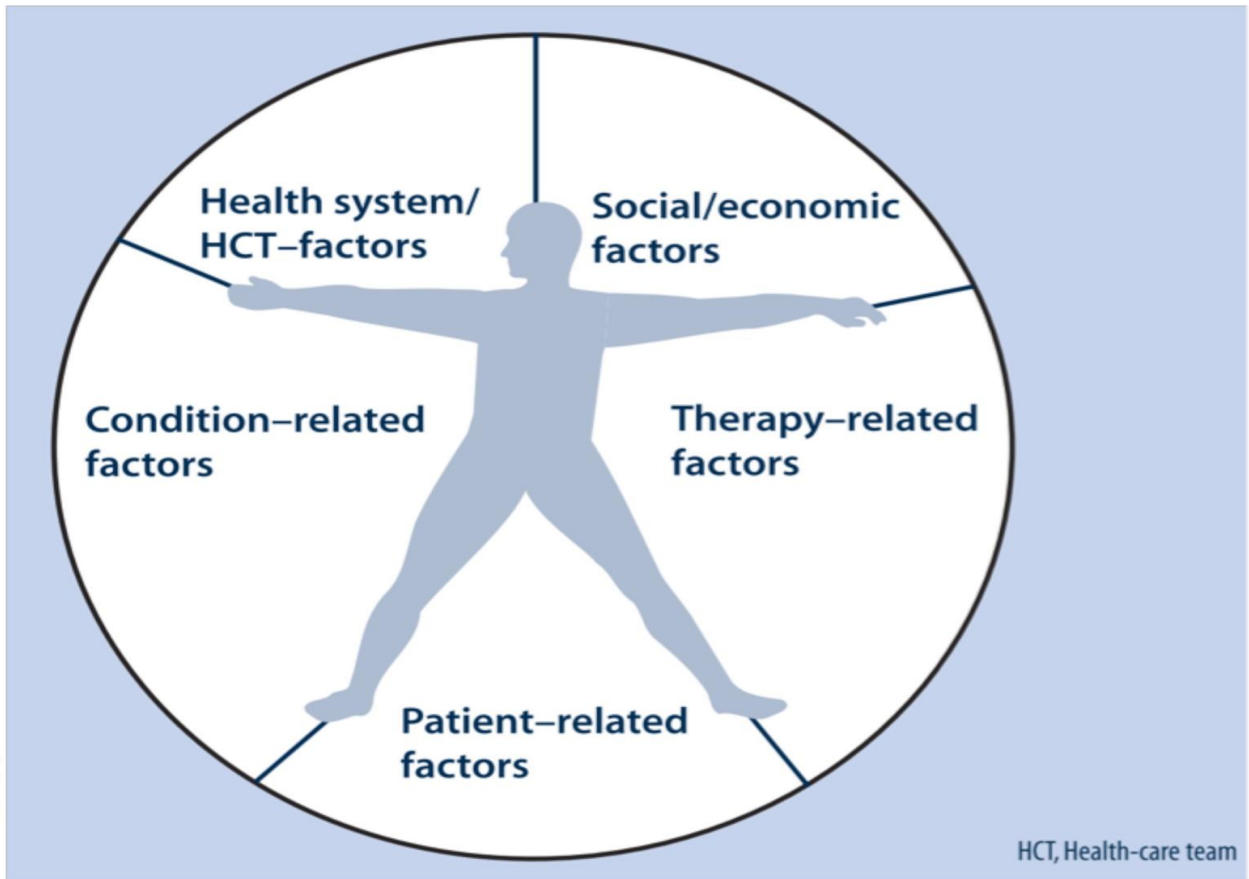 Health system/
HCT–factors
Social/economic
factors
Condition–related
factors
Therapy–related
factors
Patient–related
factors
HCT, Health-care team